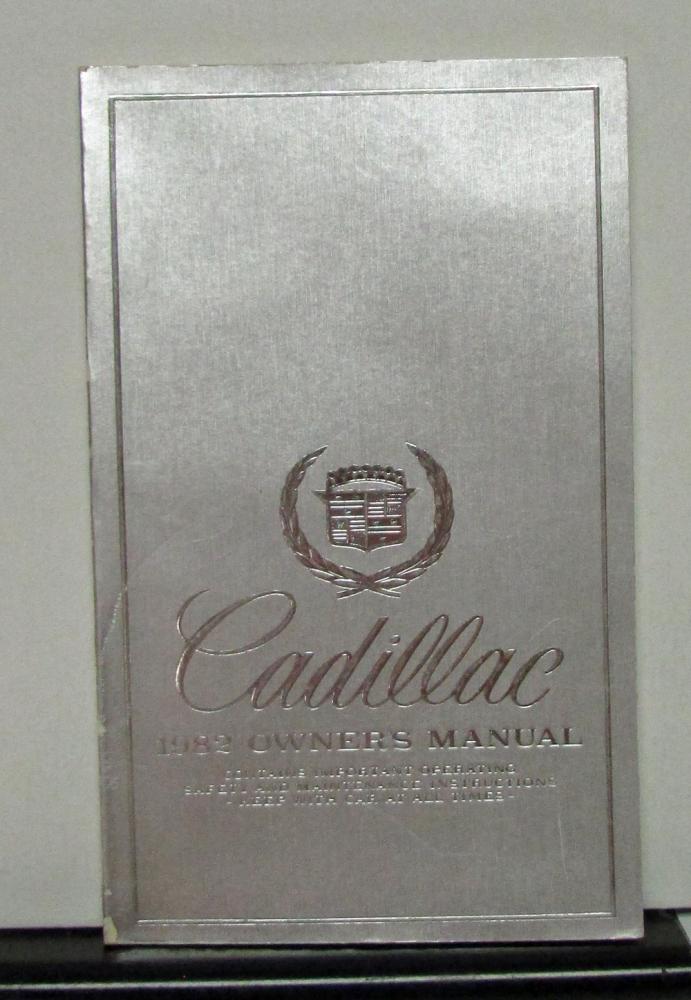 Cadillac
1982 OWNER'S MANUAL
CONTAINS IMPORTANT OPERATING
SAFETY AND MAINTENANCE INSTRUCTIONS
- KEEP WITH CAR AT ALL TIMES -